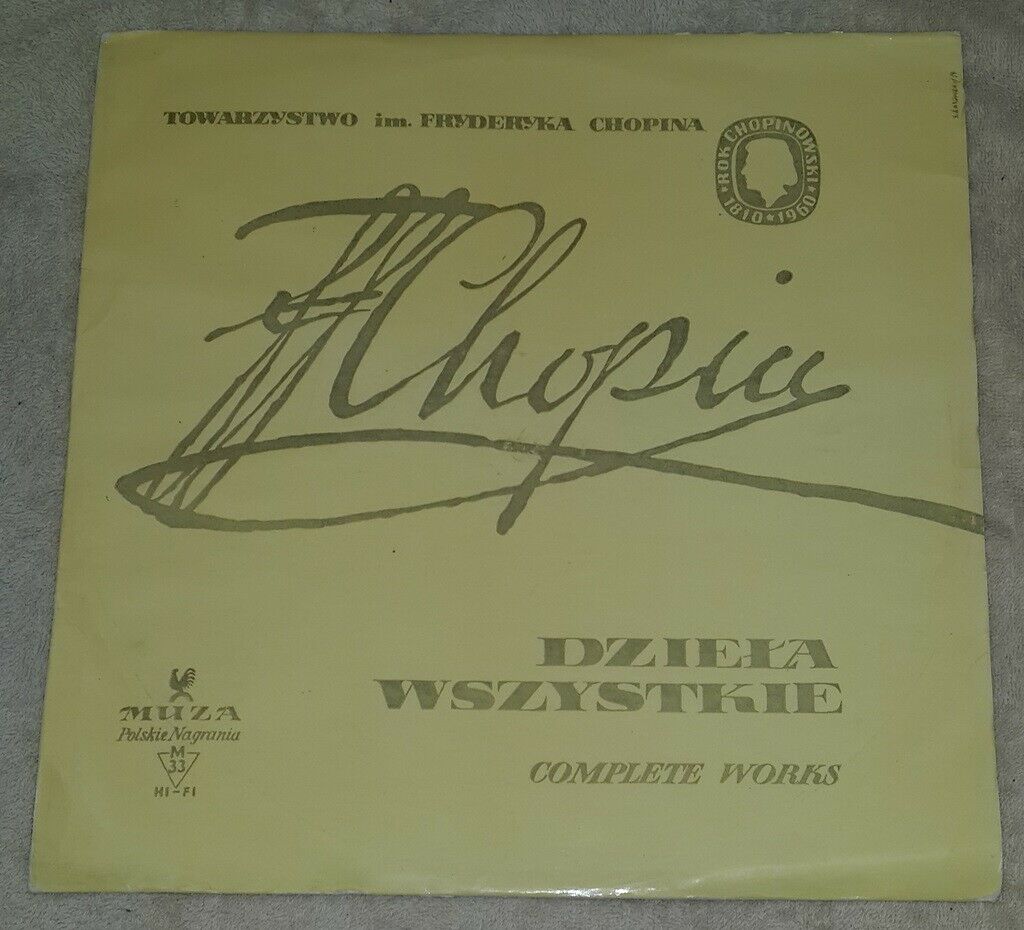 TOWARZYSTWO im. FRYDERYKA CHOPINA
ROK CHOPINOWSKI
1810 * 1960
FChopin
DZIEŁA
WSZYSTKIE
COMPLETE WORKS
MUZA
Polskie Nagrania
M
33
HI-FI